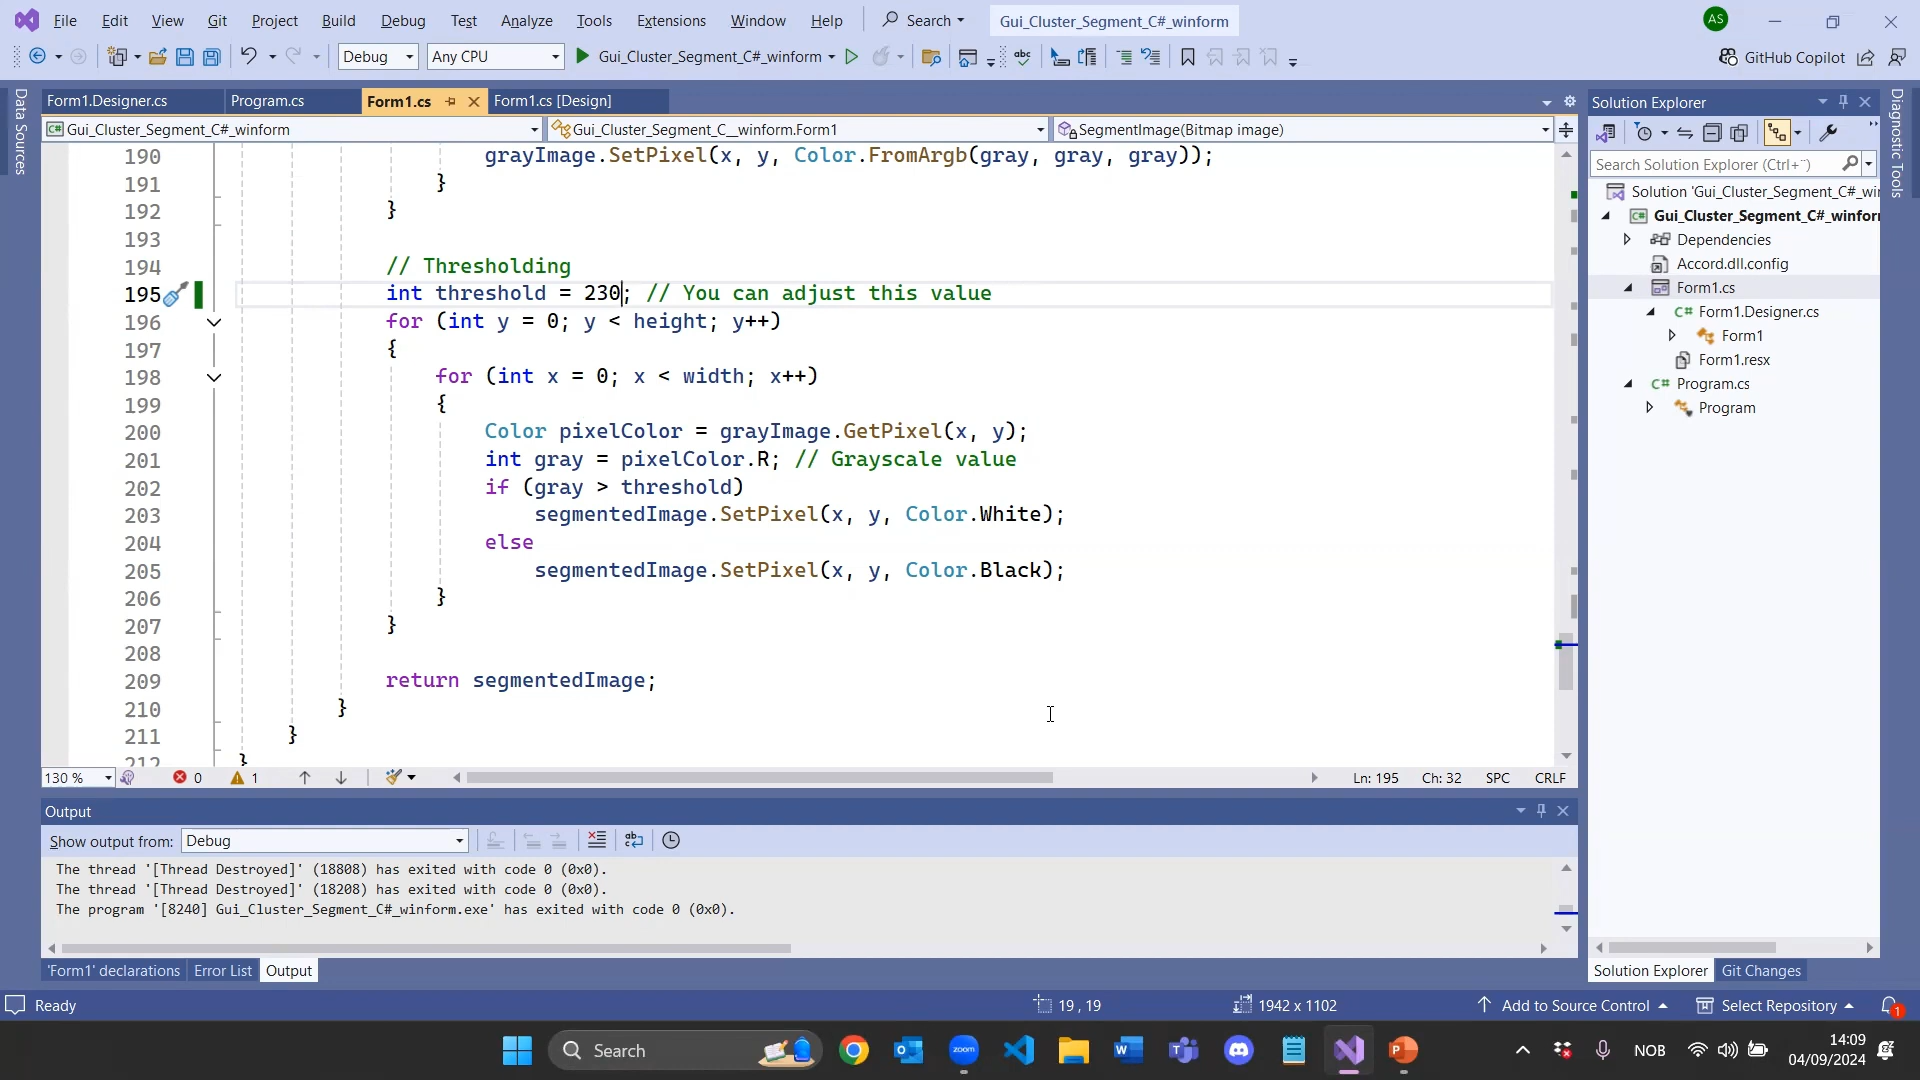 File Edit View Git Project Build Debug Test Analyze Tools Extensions Window Help Search Gui_Cluster_Segment_C#_winform AS
Debug Any CPU Gui_Cluster_Segment_C#_winform abc GitHub Copilot
Form1.Designer.cs Program.cs Form1.cs Form1.cs [Design] Solution Explorer
Data Sources
Diagnostic Tools
Gui_Cluster_Segment_C#_winform Gui_Cluster_Segment_C__winform.Form1 SegmentImage(Bitmap image)
Search Solution Explorer (Ctrl+¨)
190 grayImage.SetPixel(x, y, Color.FromArgb(gray, gray, gray));
191 }
192 }
193
194 // Thresholding
195 int threshold = 230; // You can adjust this value
196 for (int y = 0; y < height; y++)
197 {
198 for (int x = 0; x < width; x++)
199 {
200 Color pixelColor = grayImage.GetPixel(x, y);
201 int gray = pixelColor.R; // Grayscale value
202 if (gray > threshold)
203 segmentedImage.SetPixel(x, y, Color.White);
204 else
205 segmentedImage.SetPixel(x, y, Color.Black);
206 }
207 }
208
209 return segmentedImage;
210 }
211 }
212 }
Solution 'Gui_Cluster_Segment_C#_wi
Gui_Cluster_Segment_C#_winfor
Dependencies
Accord.dll.config
Form1.cs
C# Form1.Designer.cs
Form1
Form1.resx
C# Program.cs
Program
130 % 0 1 Ln: 195 Ch: 32 SPC CRLF
Output
Show output from: Debug
The thread '[Thread Destroyed]' (18808) has exited with code 0 (0x0).
The thread '[Thread Destroyed]' (18208) has exited with code 0 (0x0).
The program '[8240] Gui_Cluster_Segment_C#_winform.exe' has exited with code 0 (0x0).
'Form1' declarations Error List Output Solution Explorer Git Changes
Ready 19 , 19 1942 x 1102 Add to Source Control Select Repository 1
Search zoom NOB 14:09
04/09/2024